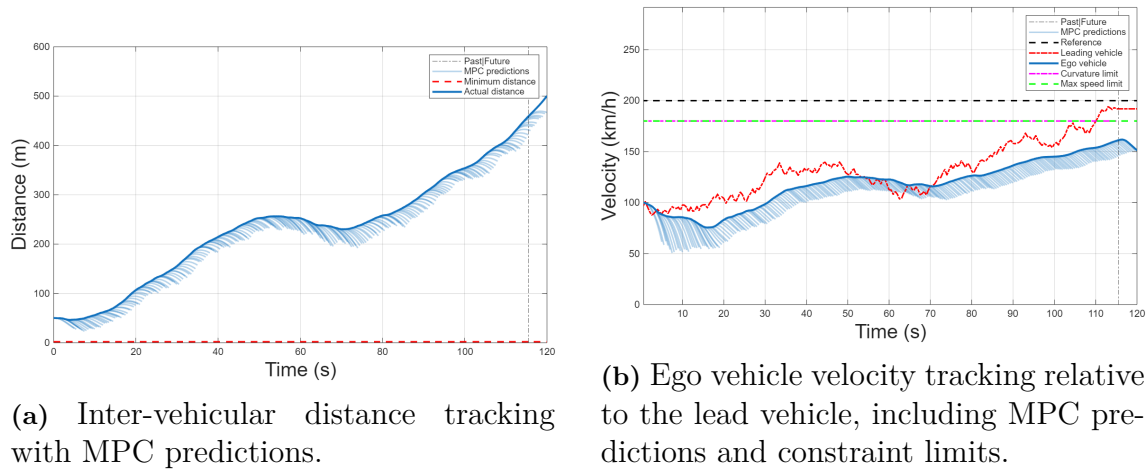 600
500
400
300
200
100
0
Distance (m)
0 20 40 60 80 100 120
Time (s)
Past|Future
MPC predictions
Minimum distance
Actual distance
(a) Inter-vehicular distance tracking
with MPC predictions.
250
200
150
100
50
0
Velocity (km/h)
10 20 30 40 50 60 70 80 90 100 110 120
Time (s)
Past|Future
MPC predictions
Reference
Leading vehicle
Ego vehicle
Curvature limit
Max speed limit
(b) Ego vehicle velocity tracking relative
to the lead vehicle, including MPC pre-
dictions and constraint limits.